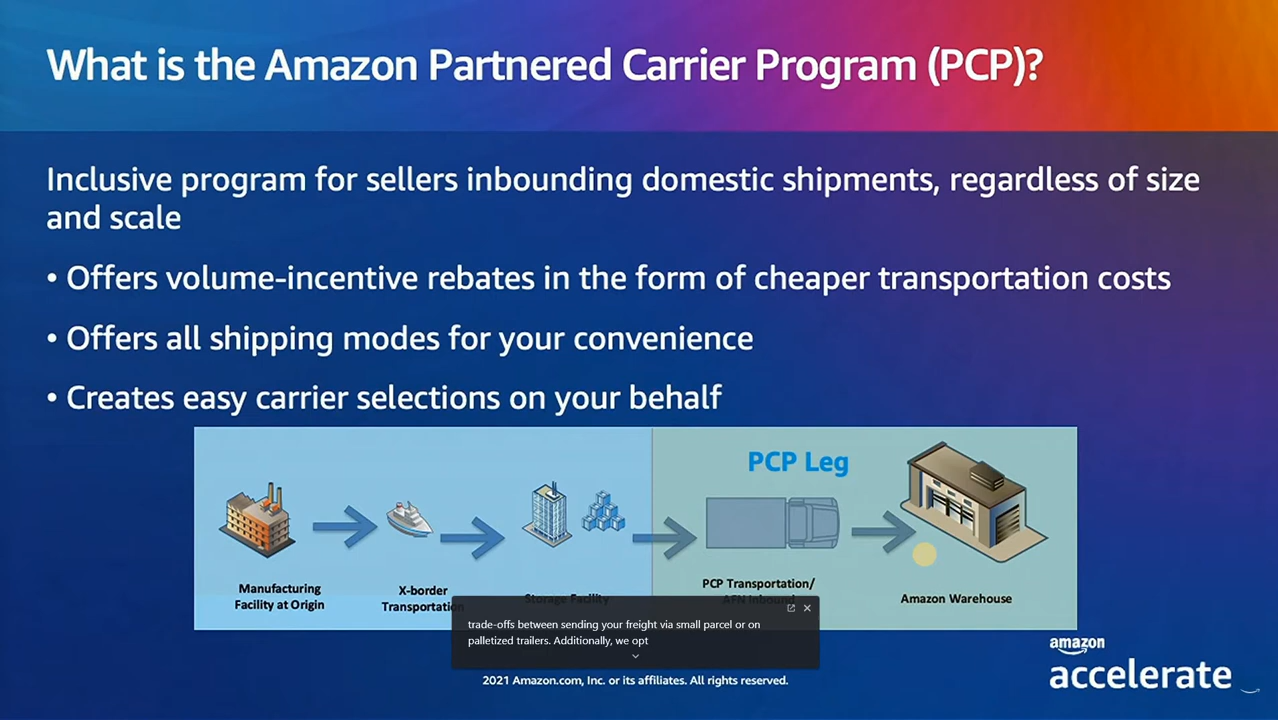 What is the Amazon Partnered Carrier Program (PCP)?
Inclusive program for sellers inbounding domestic shipments, regardless of size
and scale
• Offers volume-incentive rebates in the form of cheaper transportation costs
• Offers all shipping modes for your convenience
• Creates easy carrier selections on your behalf
PCP Leg
Manufacturing
Facility at Origin
X-border
Transportation
Storage Facility
PCP Transportation/
AFN Inbound
Amazon Warehouse
trade-offs between sending your freight via small parcel or on
palletized trailers. Additionally, we opt
2021 Amazon.com, Inc. or its affiliates. All rights reserved.
amazon
accelerate